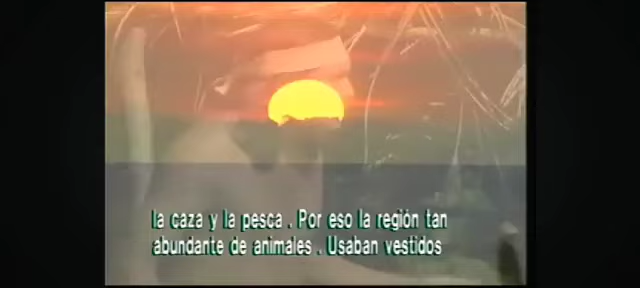 la caza y la pesca . Por eso la región tan
abundante de animales . Usaban vestidos